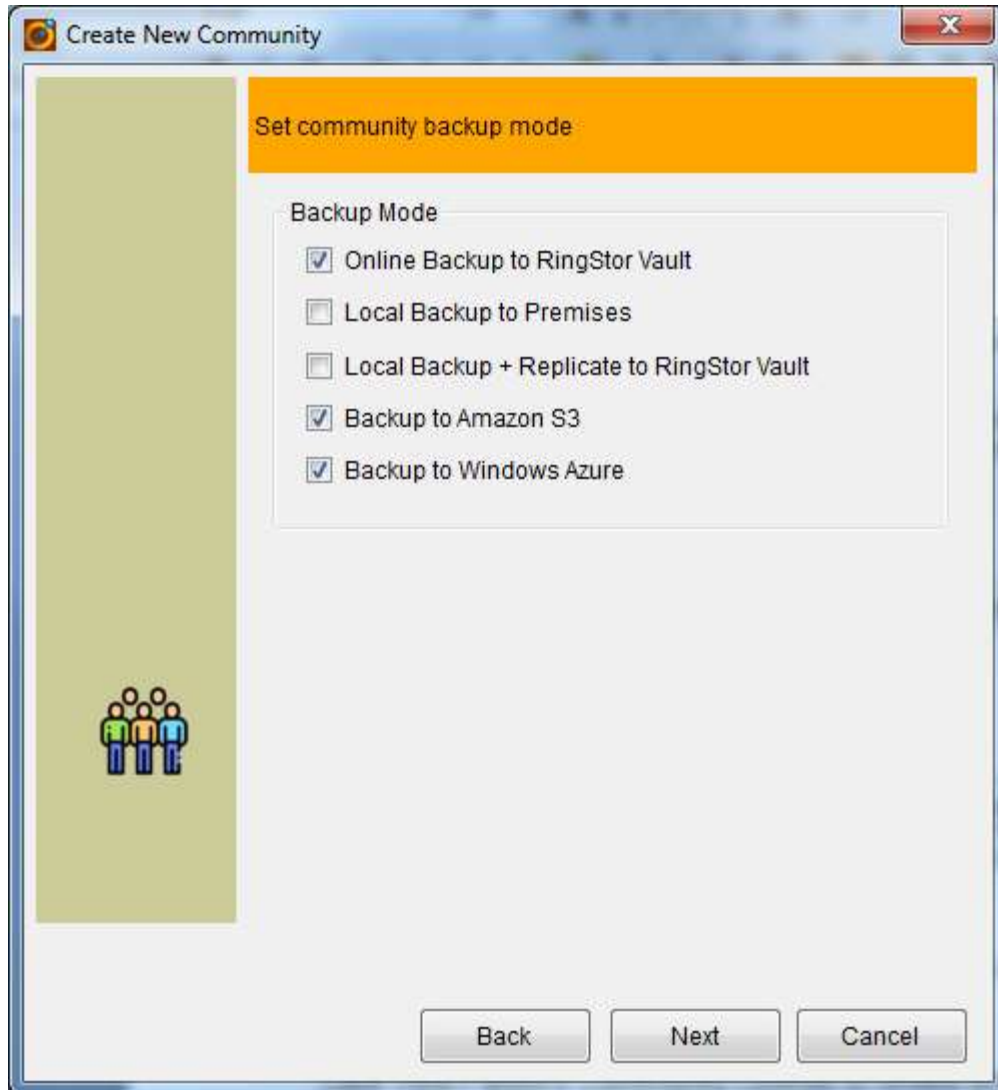 Create New Community
Set community backup mode
Backup Mode
Online Backup to RingStor Vault
Local Backup to Premises
Local Backup + Replicate to RingStor Vault
Backup to Amazon S3
Backup to Windows Azure
Back Next Cancel